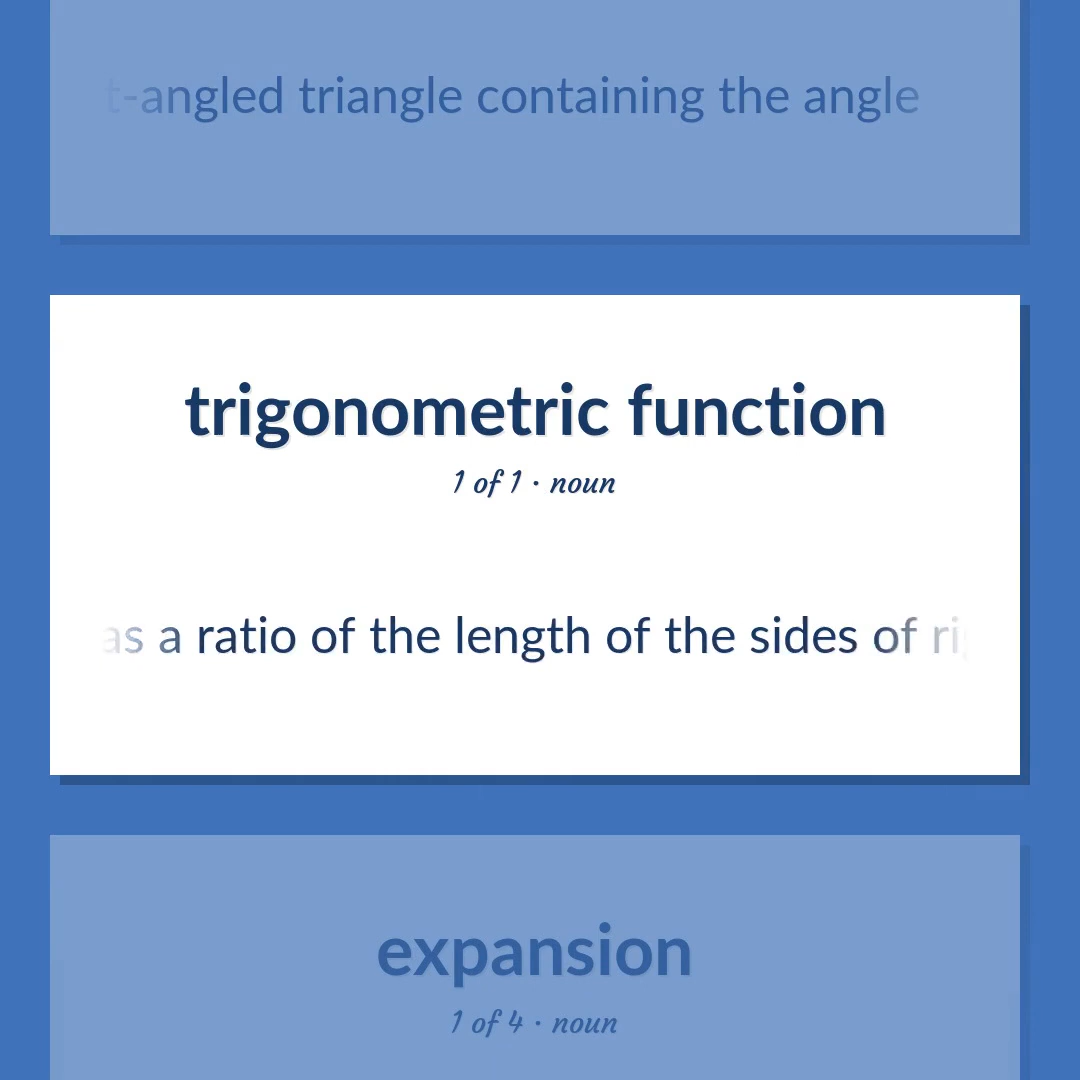 t-angled triangle containing the angle
trigonometric function
1 of 1 · noun
as a ratio of the length of the sides of
expansion
1 of 4 · noun